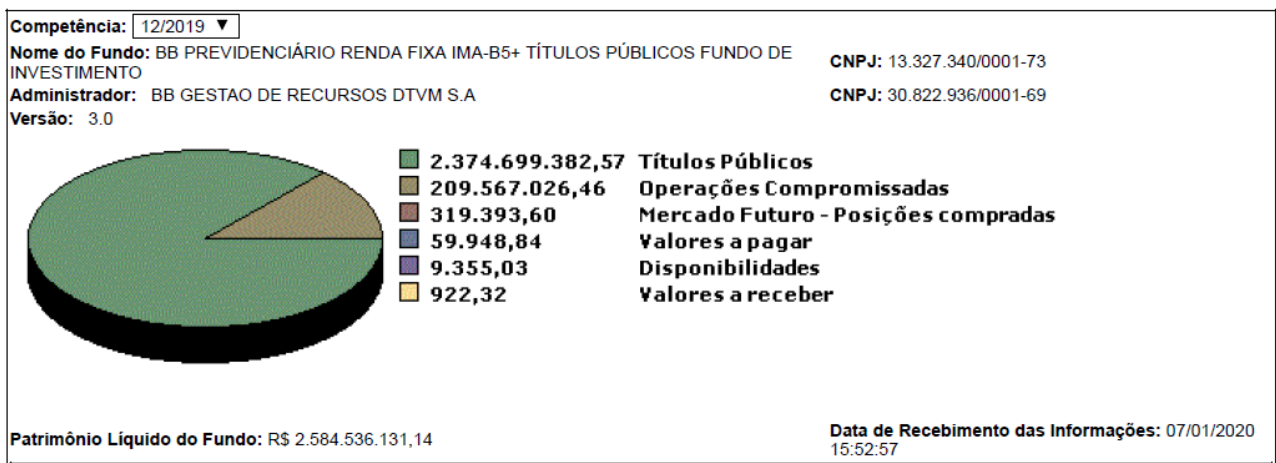 Competência: 12/2019 ▼
Nome do Fundo: BB PREVIDENCIÁRIO RENDA FIXA IMA-B5+ TÍTULOS PÚBLICOS FUNDO DE
INVESTIMENTO
CNPJ: 13.327.340/0001-73
Administrador: BB GESTAO DE RECURSOS DTVM S.A
CNPJ: 30.822.936/0001-69
Versão: 3.0
2.374.699.382,57 Títulos Públicos
209.567.026,46 Operações Compromissadas
319.393,60 Mercado Futuro - Posições compradas
59.948,84 Valores a pagar
9.355,03 Disponibilidades
922,32 Valores a receber
Patrimônio Líquido do Fundo: R$ 2.584.536.131,14
Data de Recebimento das Informações: 07/01/2020
15:52:57